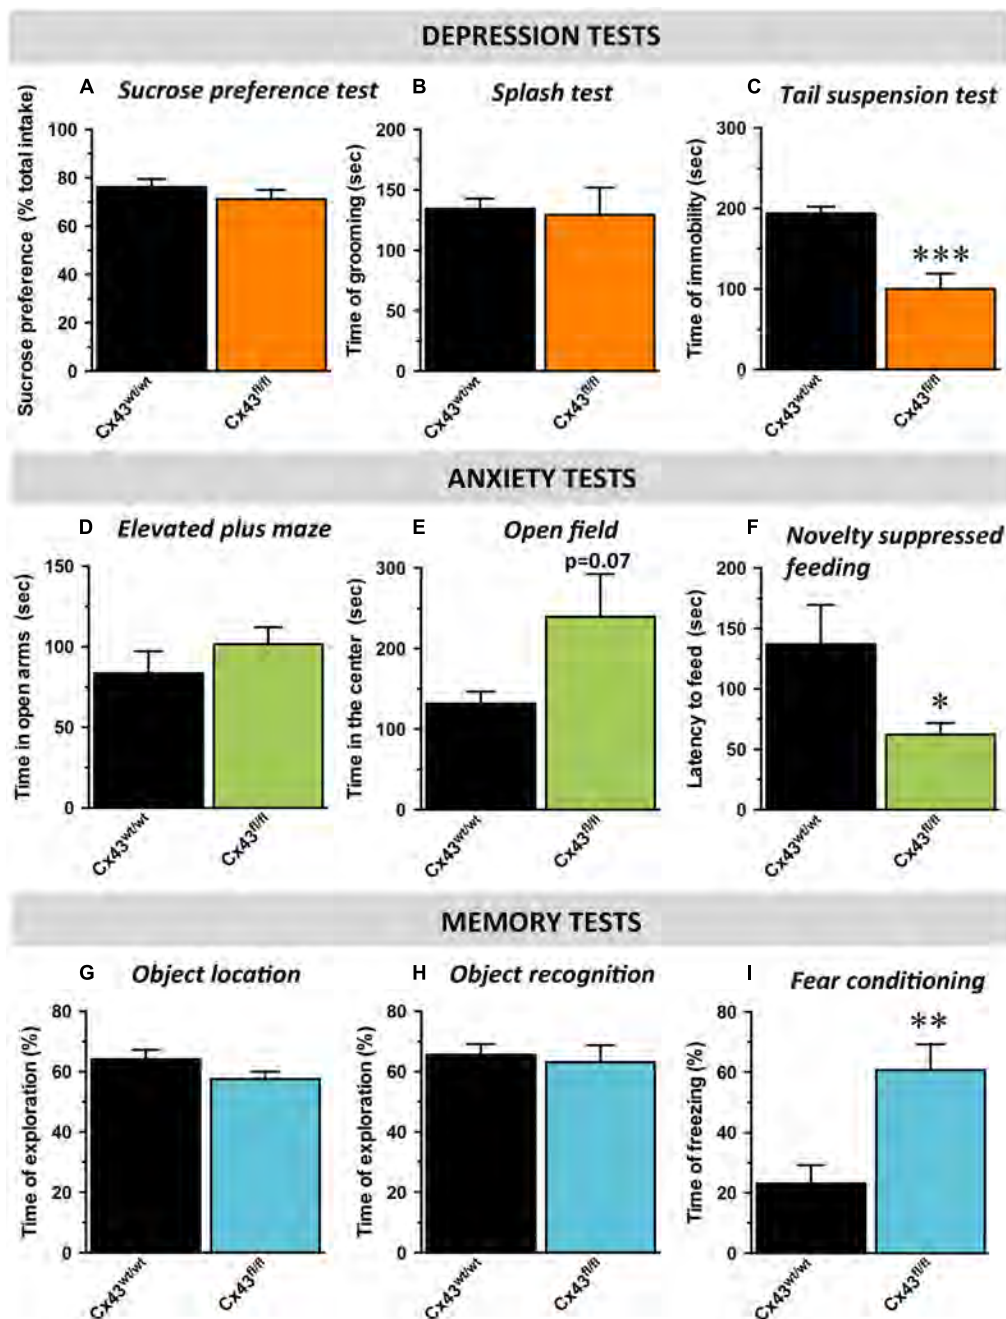 DEPRESSION TESTS
A Sucrose preference test
Sucrose preference (% total intake)
100
80
60
40
20
0
Cx43wt/wt
Cx43fl/fl
B Splash test
Time of grooming (sec)
200
150
100
50
0
Cx43wt/wt
Cx43fl/fl
C Tail suspension test
Time of immobility (sec)
300
200
100
0
***
Cx43wt/wt
Cx43fl/fl
ANXIETY TESTS
D Elevated plus maze
Time in open arms (sec)
150
100
50
0
Cx43wt/wt
Cx43fl/fl
E Open field
p=0.07
Time in the center (sec)
300
200
100
0
Cx43wt/wt
Cx43fl/fl
F Novelty suppressed
feeding
Latency to feed (sec)
200
150
100
50
0
*
Cx43wt/wt
Cx43fl/fl
MEMORY TESTS
G Object location
Time of exploration (%)
80
60
40
20
0
Cx43wt/wt
Cx43fl/fl
H Object recognition
Time of exploration (%)
80
60
40
20
0
Cx43wt/wt
Cx43fl/fl
I Fear conditioning
Time of freezing (%)
80
60
40
20
0
**
Cx43wt/wt
Cx43fl/fl